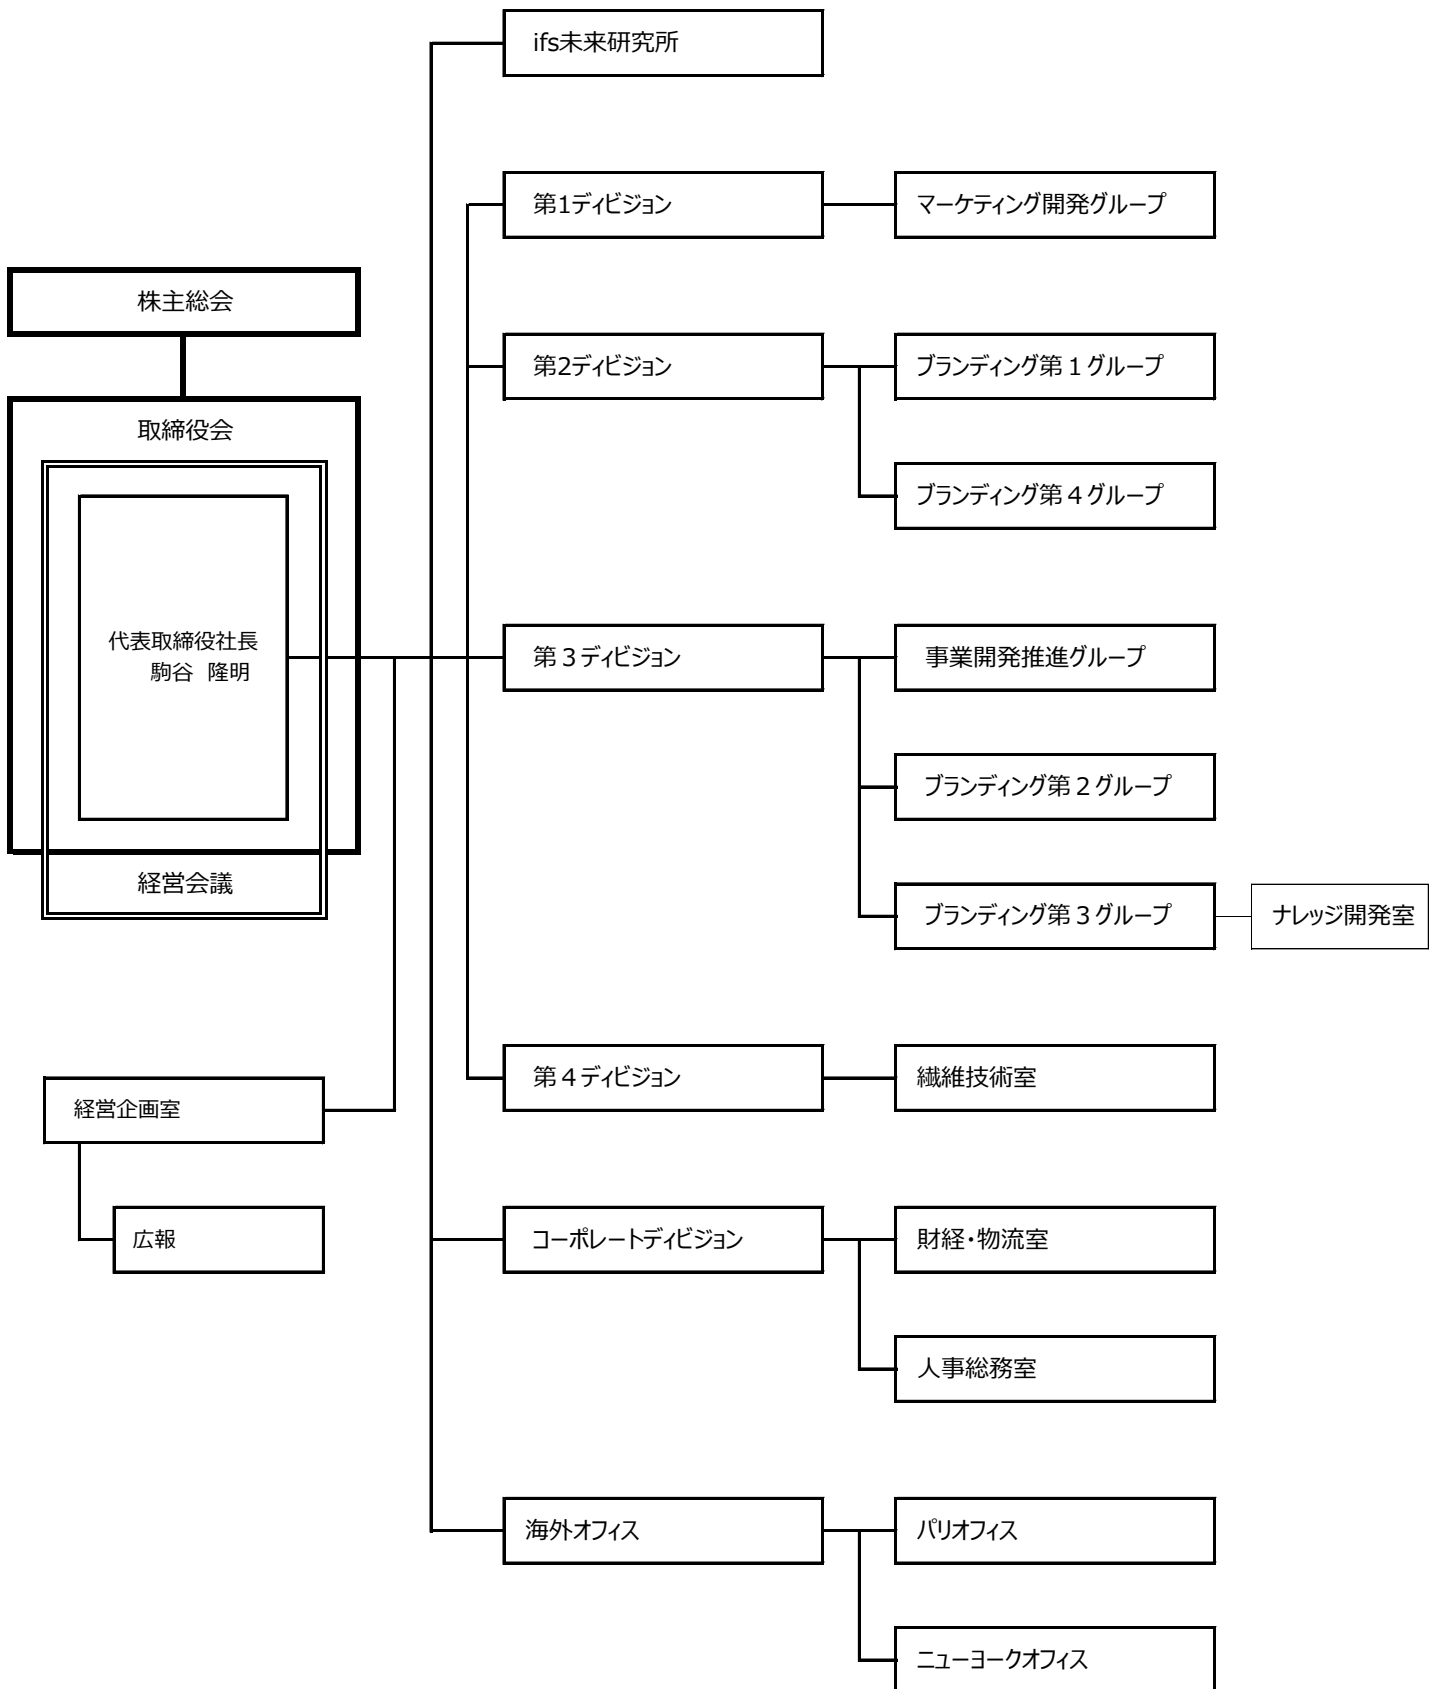 ifs未来研究所
第1ディビジョン
マーケティング開発グループ
株主総会
第2ディビジョン
ブランディング第１グループ
取締役会
ブランディング第４グループ
代表取締役社長
駒谷　隆明
第３ディビジョン
事業開発推進グループ
ブランディング第２グループ
経営会議
ブランディング第３グループ
ナレッジ開発室
第４ディビジョン
繊維技術室
経営企画室
広報
コーポレートディビジョン
財経・物流室
人事総務室
海外オフィス
パリオフィス
ニューヨークオフィス